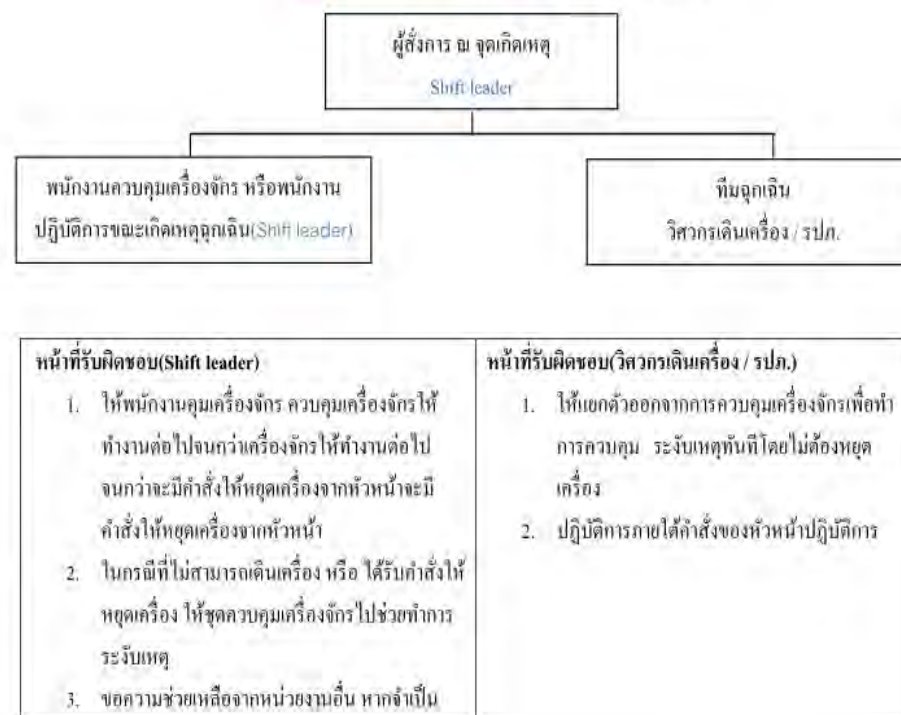 ผู้สั่งการ ณ จุดเกิดเหตุ
Shift leader
พนักงานควบคุมเครื่องจักร หรือพนักงาน
ปฏิบัติการขณะเกิดเหตุฉุกเฉิน(Shift leader)
ทีมฉุกเฉิน
วิศวกรเดินเครื่อง / รปภ.
หน้าที่รับผิดชอบ(Shift leader)
1. ให้พนักงานคุมเครื่องจักร ควบคุมเครื่องจักรให้
ทำงานต่อไปจนกว่าเครื่องจักรให้ทำงานต่อไป
จนกว่าจะมีคำสั่งให้หยุดเครื่องจากหัวหน้าจะมี
คำสั่งให้หยุดเครื่องจากหัวหน้า
2. ในกรณีที่ไม่สามารถเดินเครื่อง หรือ ได้รับคำสั่งให้
หยุดเครื่อง ให้ชุดควบคุมเครื่องจักรไปช่วยทำการ
ระงับเหตุ
3. ขอความช่วยเหลือจากหน่วยงานอื่น หากจำเป็น
หน้าที่รับผิดชอบ(วิศวกรเดินเครื่อง / รปภ.)
1. ให้แยกตัวออกจากการควบคุมเครื่องจักรเพื่อทำ
การควบคุม ระงับเหตุทันทีโดยไม่ต้องหยุด
เครื่อง
2. ปฏิบัติการภายใต้คำสั่งของหัวหน้าปฏิบัติการ